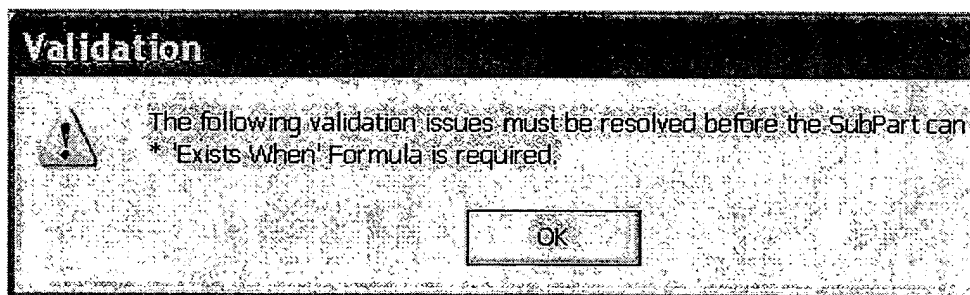 Validation
The following validation issues must be resolved before the SubPart can
* 'Exists When' Formula is required.
OK